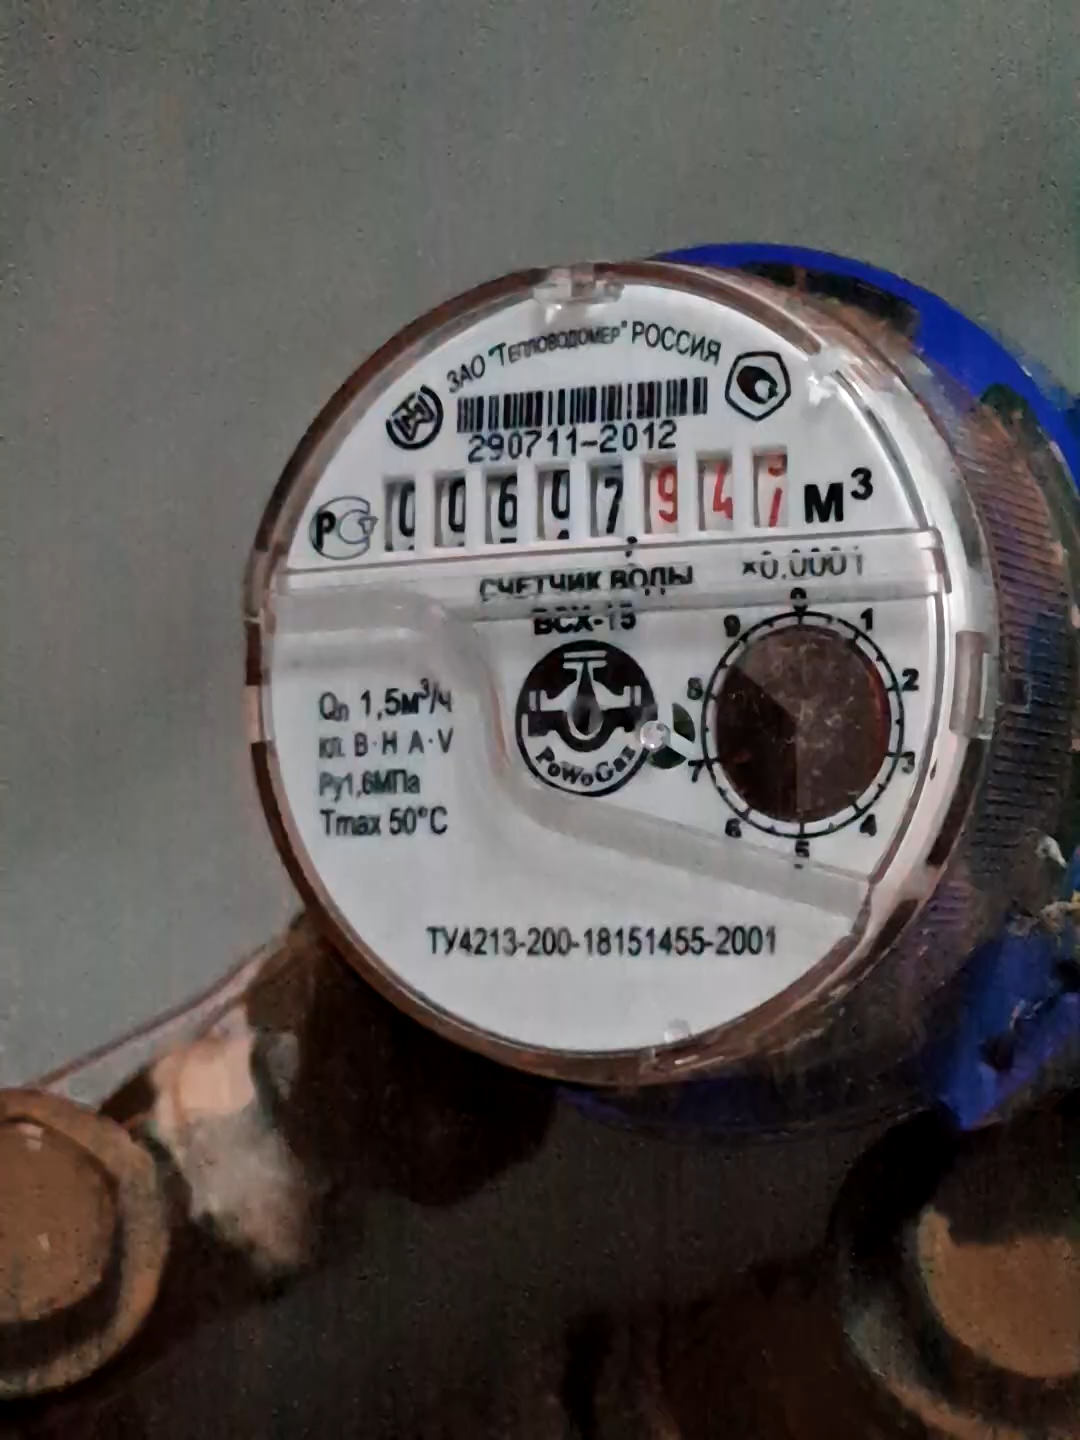 ЗАО "ТЕПЛОВОДОМЕР" РОССИЯ
290711-2012
РС 00607947 М³
СЧЕТЧИК ВОДЫ ×0,0001
ВСХ-15
0 1 2 3 4 5 6 7 8 9
Qn 1,5м³/ч
кл. В·Н А·V
Ру1,6МПа
Tmax 50°C
PoWoGaz
ТУ4213-200-18151455-2001